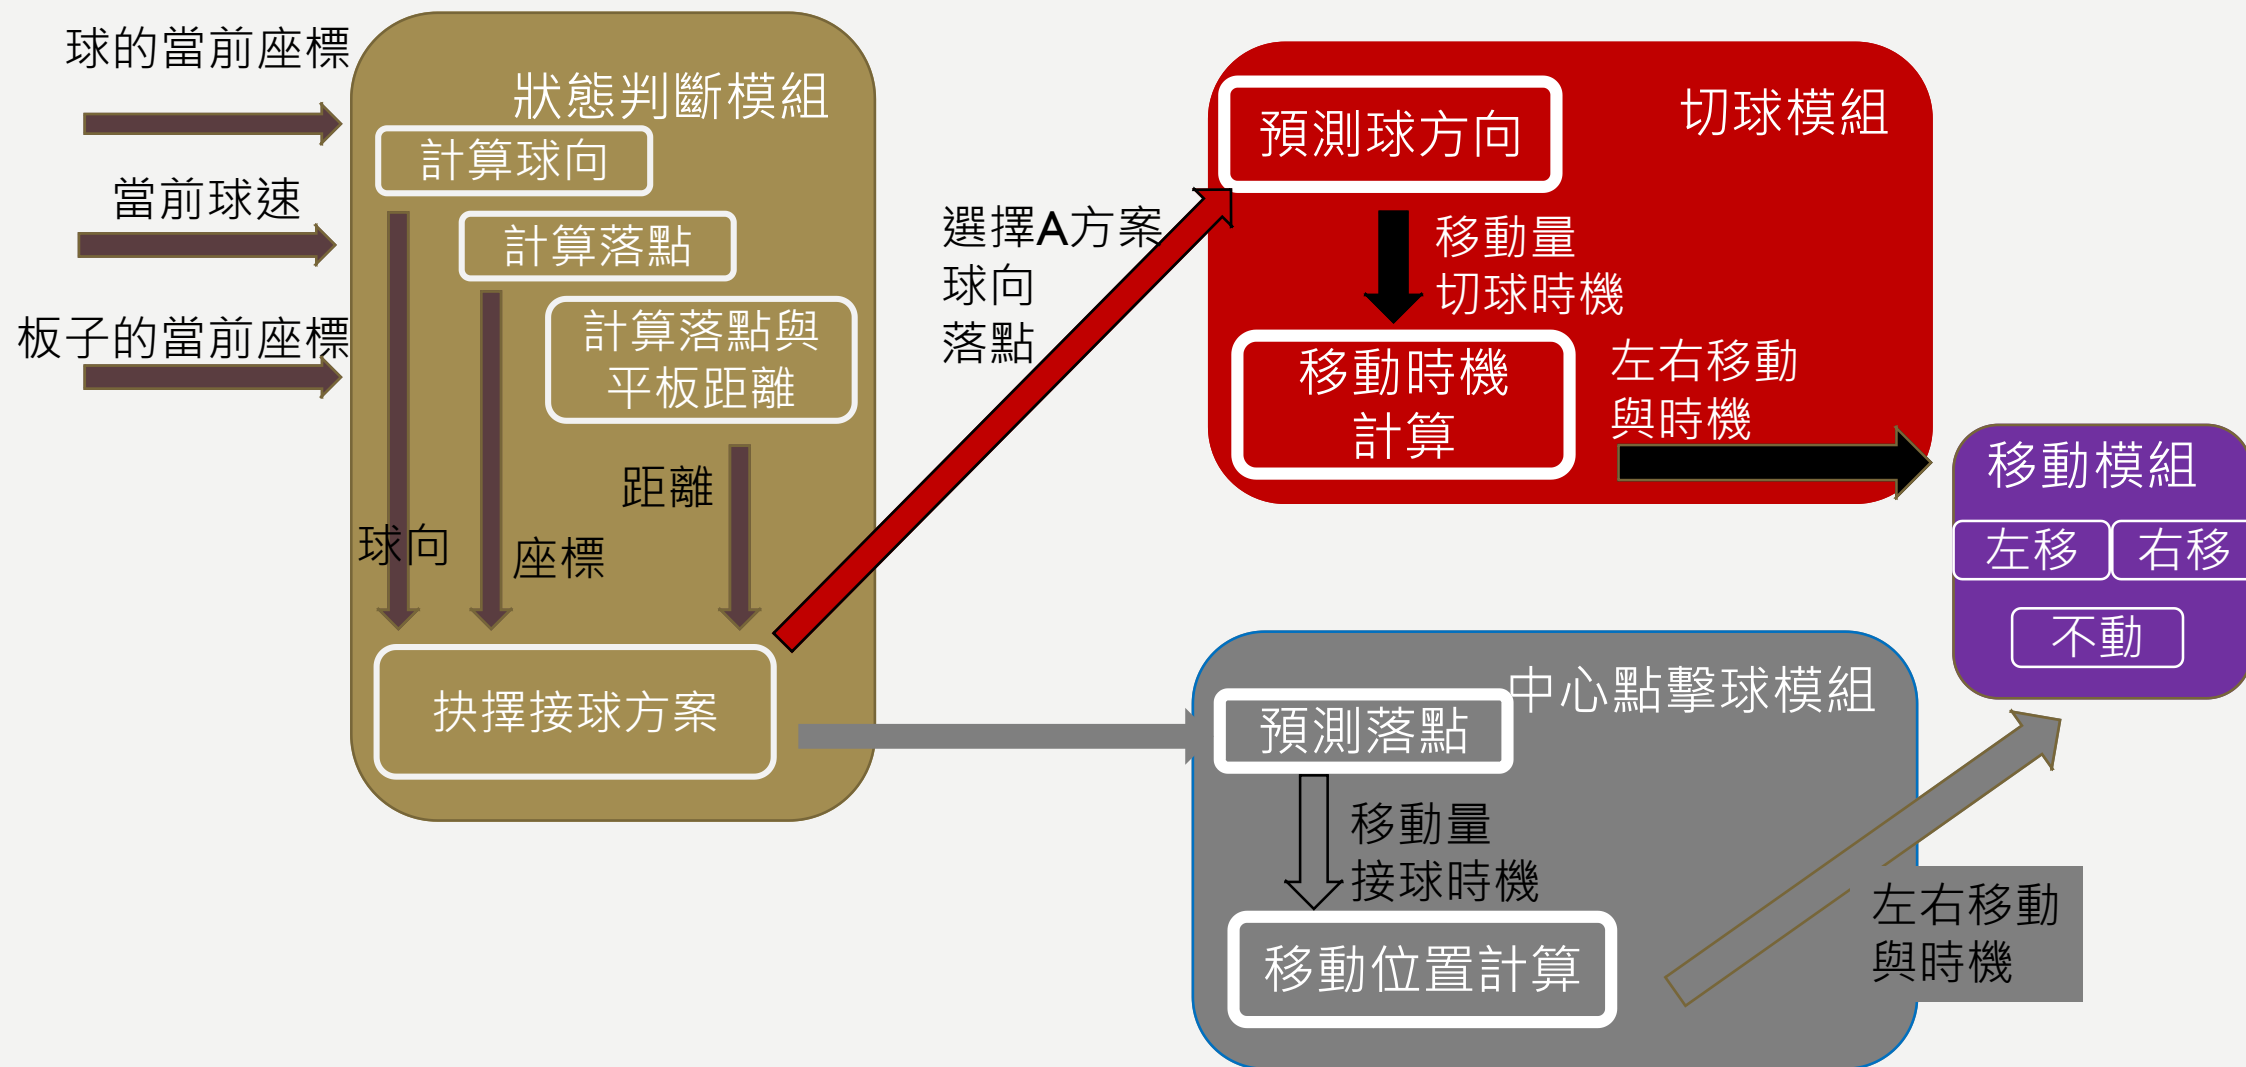 球的當前座標
當前球速
板子的當前座標
狀態判斷模組
計算球向
計算落點
計算落點與
平板距離
距離
球向
座標
抉擇接球方案
選擇A方案
球向
落點
切球模組
預測球方向
移動量
切球時機
移動時機
計算
左右移動
與時機
中心點擊球模組
預測落點
移動量
接球時機
移動位置計算
左右移動
與時機
移動模組
左移
右移
不動